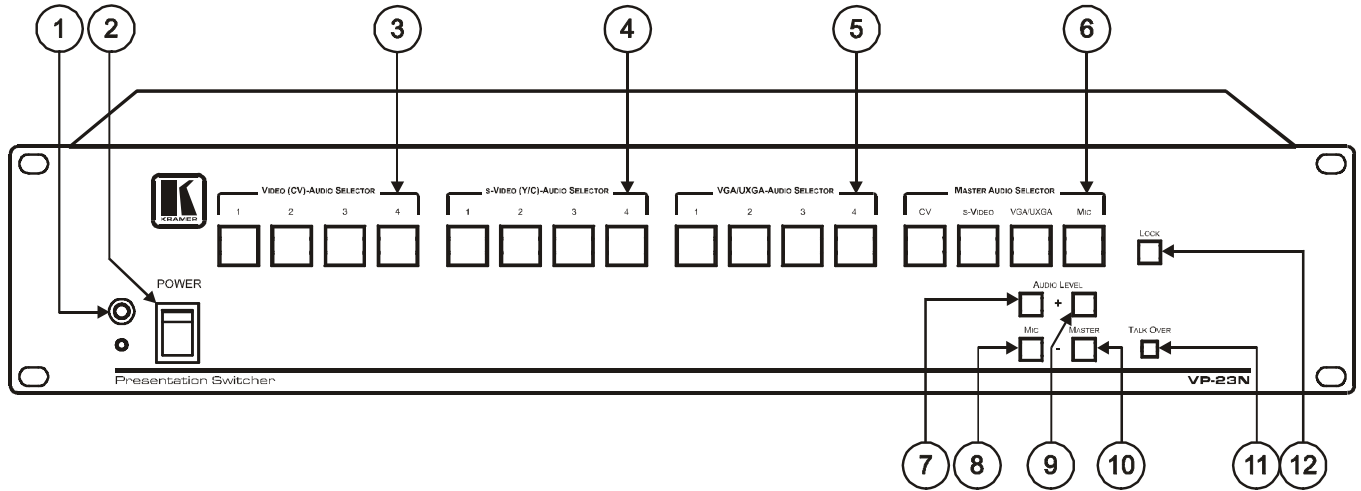 1 2 3 4 5 6
VIDEO (CV)-AUDIO SELECTOR
1 2 3 4
S-VIDEO (Y/C)-AUDIO SELECTOR
1 2 3 4
VGA/UXGA-AUDIO SELECTOR
1 2 3 4
MASTER AUDIO SELECTOR
CV S-VIDEO VGA/UXGA MIC
K
KRAMER
LOCK
POWER
AUDIO LEVEL
+
MIC - MASTER
TALK OVER
Presentation Switcher
VP-23N
7 8 9 10 11 12